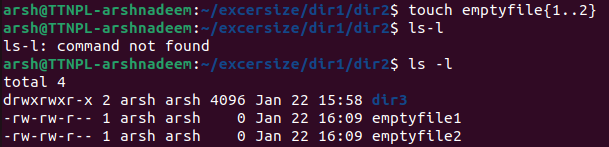 arsh@TTNPL-arshnadeem:~/excersize/dir1/dir2$ touch emptyfile{1..2}
arsh@TTNPL-arshnadeem:~/excersize/dir1/dir2$ ls-l
ls-l: command not found
arsh@TTNPL-arshnadeem:~/excersize/dir1/dir2$ ls -l
total 4
drwxrwxr-x 2 arsh arsh 4096 Jan 22 15:58 dir3
-rw-rw-r-- 1 arsh arsh    0 Jan 22 16:09 emptyfile1
-rw-rw-r-- 1 arsh arsh    0 Jan 22 16:09 emptyfile2